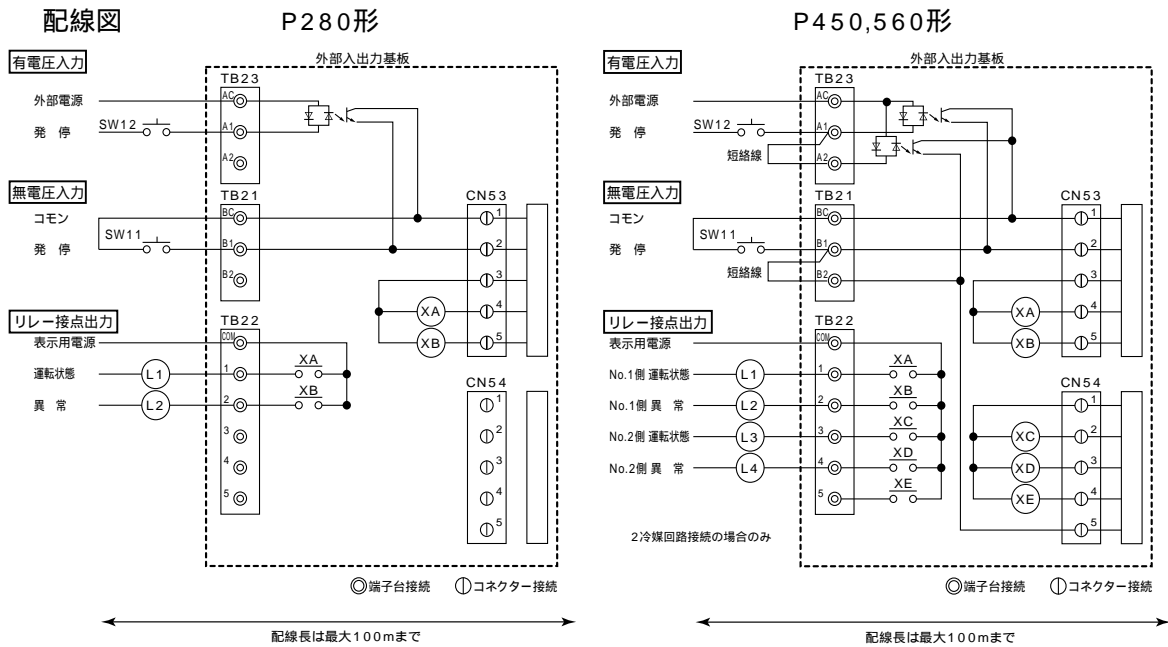 配線図
P280形
有電圧入力
外部入出力基板
TB23
外部電源
AC
発 停
SW12
A1
A2
無電圧入力
TB21
CN53
コモン
BC
1
発 停
SW11
B1
2
B2
3
XA
4
リレー接点出力
TB22
XB
5
表示用電源
COM
運転状態
L1
1
XA
CN54
異 常
L2
2
XB
1
3
2
4
3
5
4
5
◎端子台接続
コネクター接続
配線長は最大100mまで
P450,560形
有電圧入力
外部入出力基板
TB23
外部電源
AC
発 停
SW12
A1
短絡線
A2
無電圧入力
TB21
CN53
コモン
BC
1
発 停
SW11
B1
2
短絡線
B2
3
XA
4
リレー接点出力
TB22
XB
5
表示用電源
COM
No.1側 運転状態
L1
1
XA
CN54
No.1側 異 常
L2
2
XB
1
No.2側 運転状態
L3
3
XC
XC
2
No.2側 異 常
L4
4
XD
XD
3
5
XE
XE
4
5
2冷媒回路接続の場合のみ
◎端子台接続
コネクター接続
配線長は最大100mまで